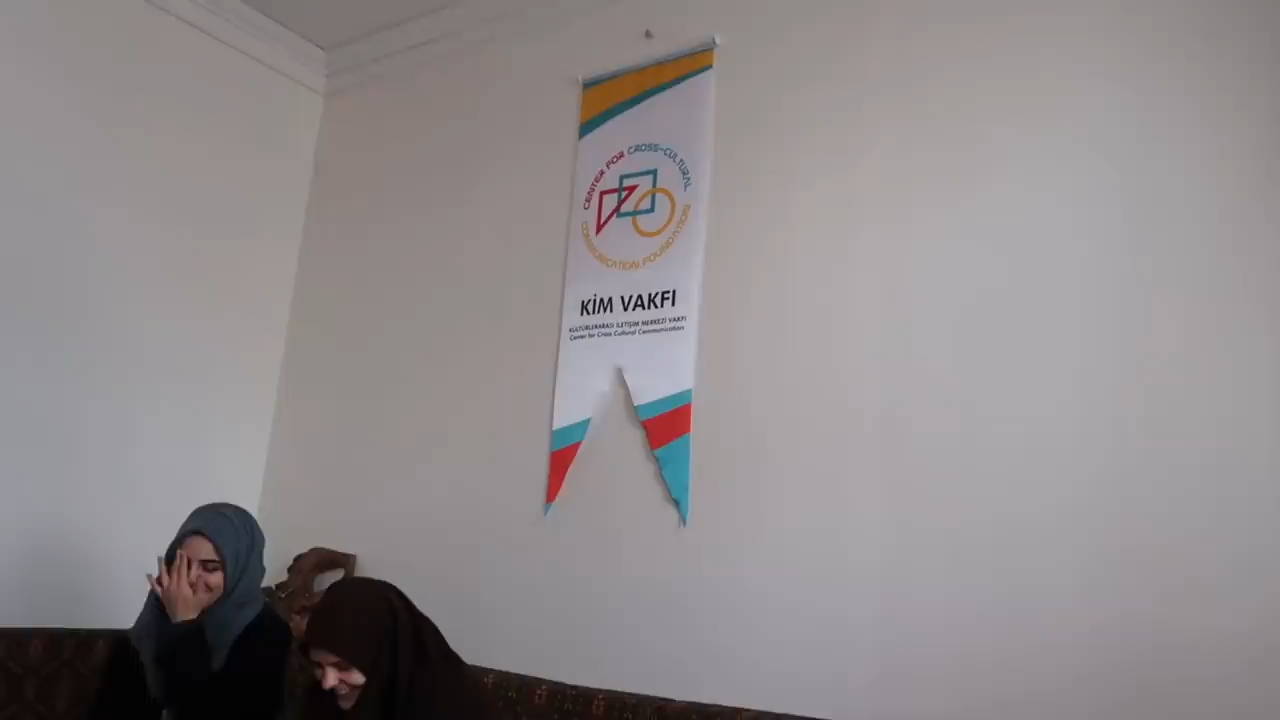 CENTER FOR CROSS-CULTURAL
COMMUNICATION FOUNDATION
KİM VAKFI
KÜLTÜRLERARASI İLETİŞİM MERKEZİ VAKFI
Center for Cross Cultural Communication